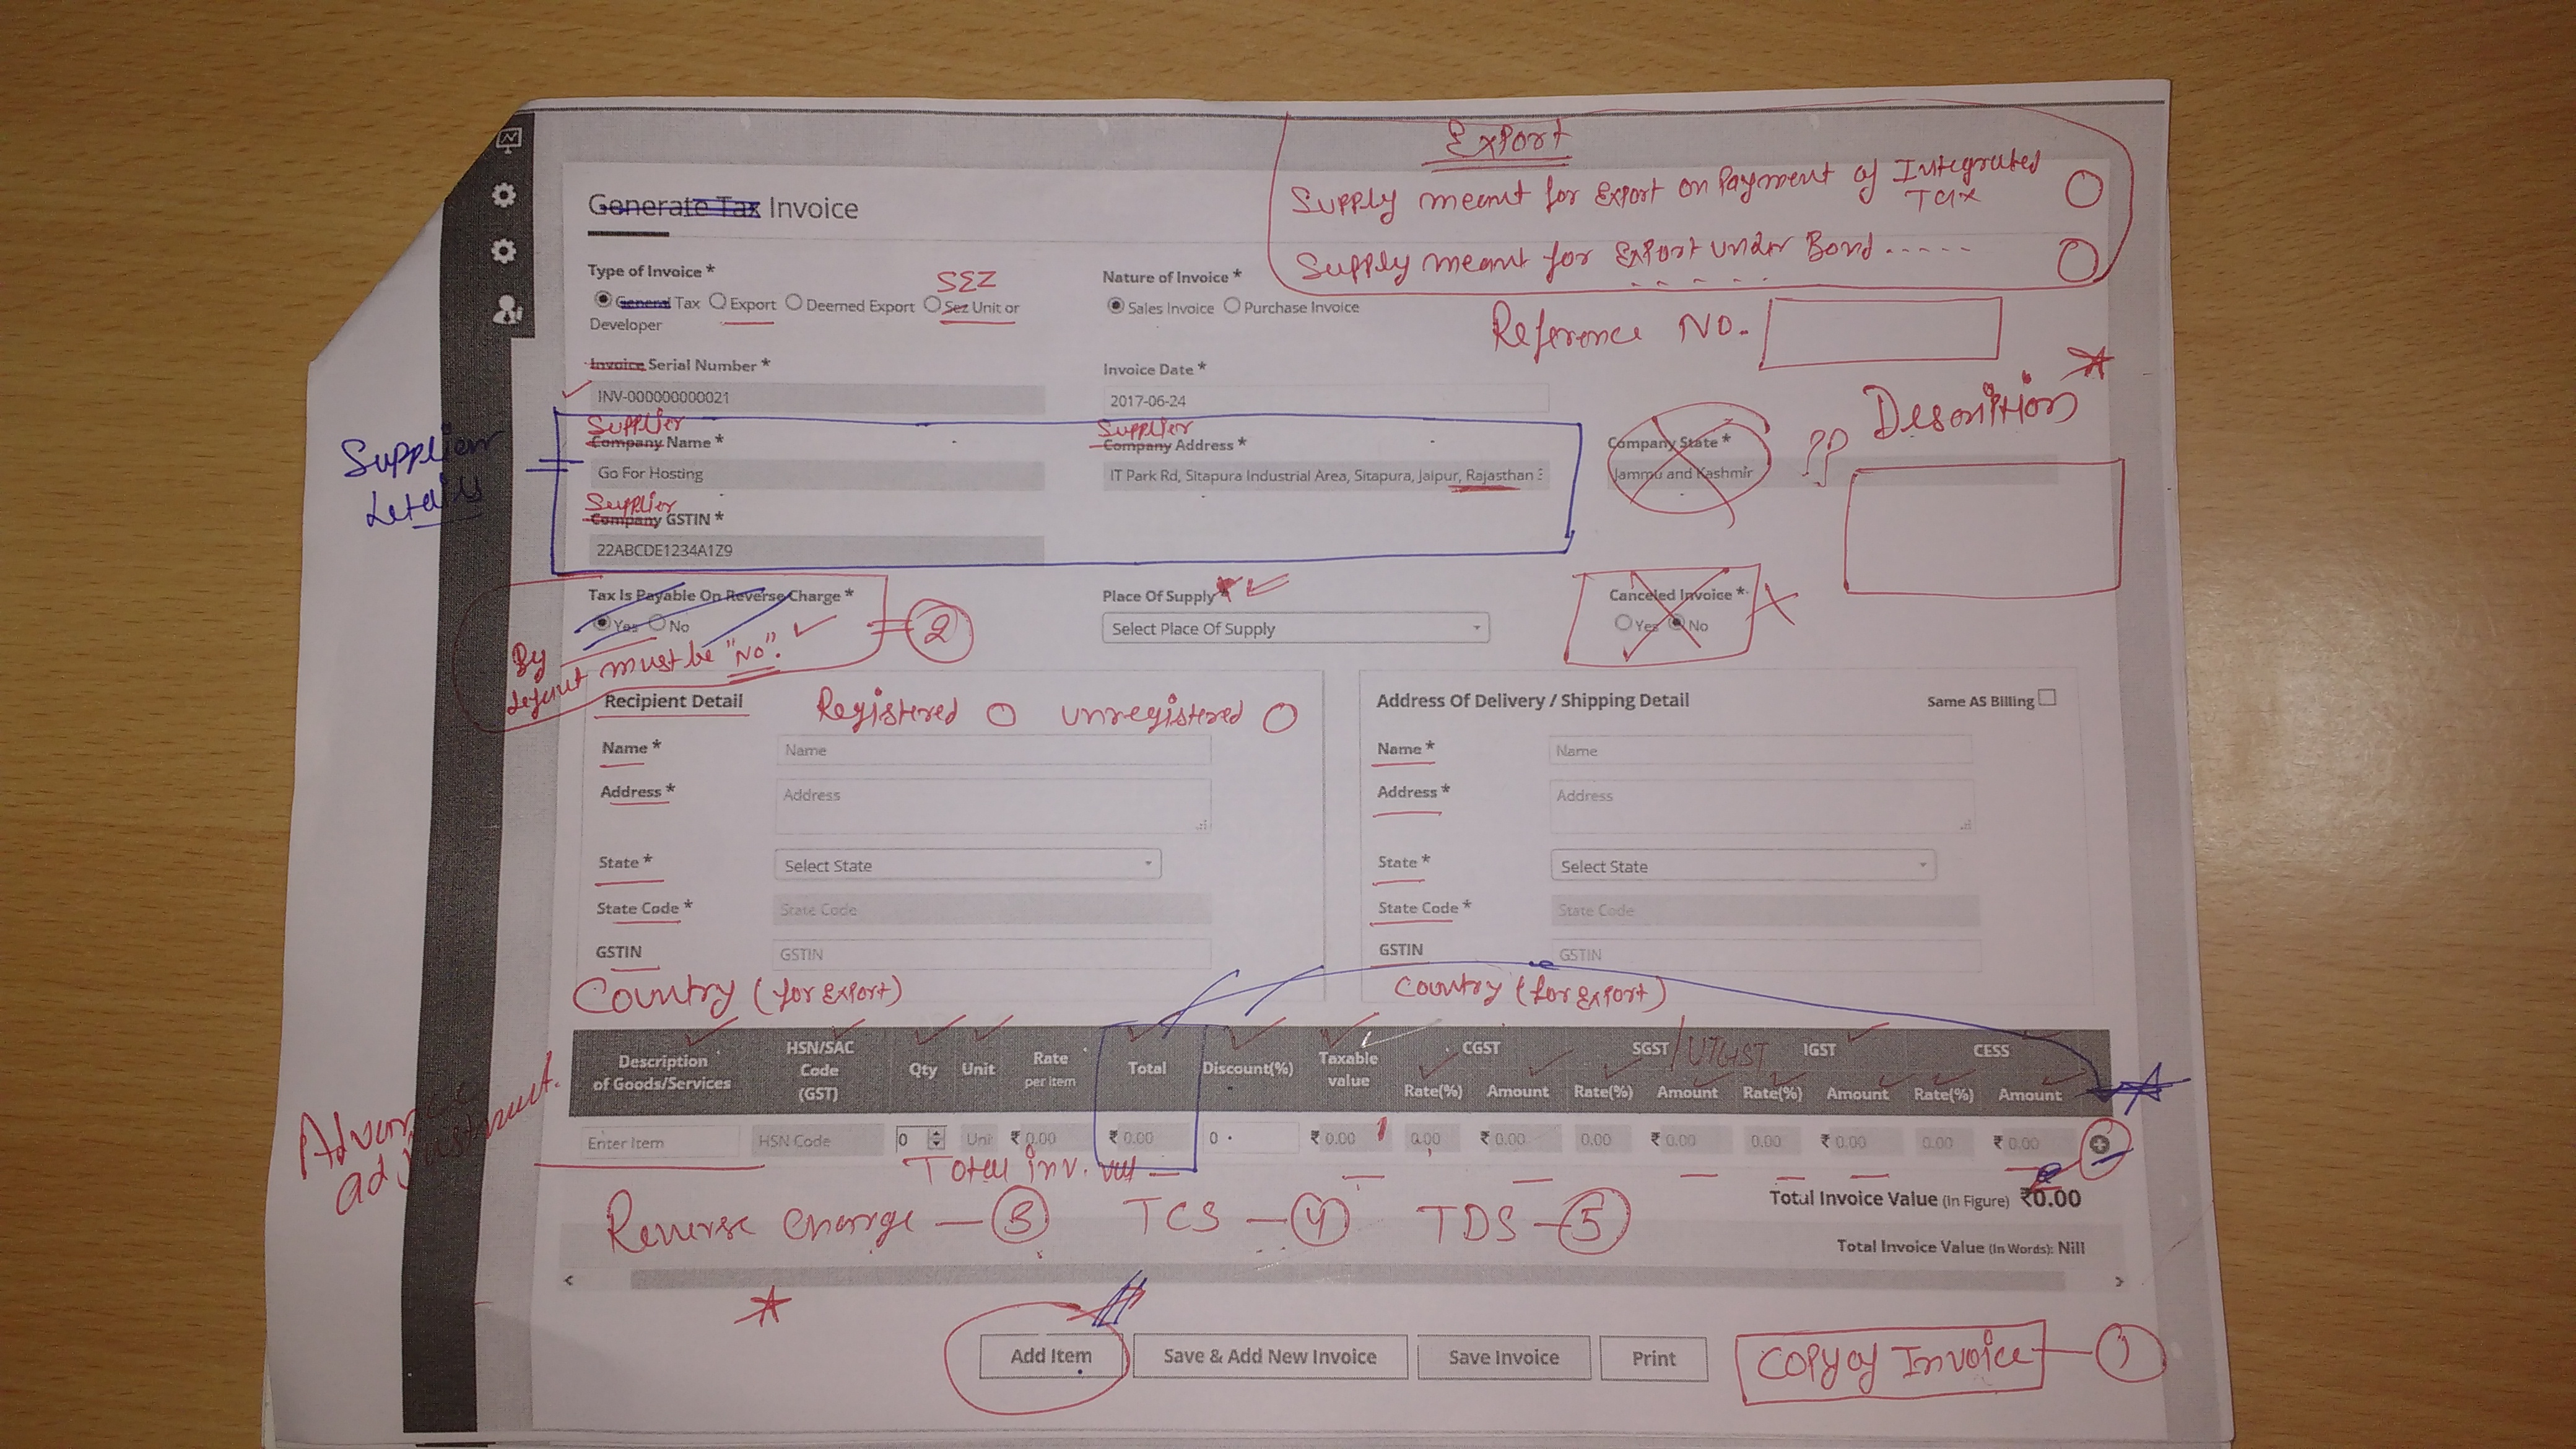 Export
Supply meant for Export on Payment of Integrated
Tax
Supply meant for Export under Bond -----
Generate Tax Invoice
SEZ
Type of Invoice *
Nature of Invoice *
General Tax Export Deemed Export Sez Unit or
Developer
Sales Invoice Purchase Invoice
Reference No.
Invoice Serial Number *
Invoice Date *
INV-000000000021
2017-06-24
Desomition
Supplier
Supplier
Supplier
details
Company Name *
Company Address *
Company State *
??
Go For Hosting
IT Park Rd, Sitapura Industrial Area, Sitapura, Jaipur, Rajasthan
Jammu and Kashmir
Supplier
Company GSTIN *
22ABCDE1234A1Z9
Tax Is Payable On Reverse Charge *
Place Of Supply *
Canceled Invoice *
Yes No
2
Select Place Of Supply
Yes No
By
defaut must be "No".
Recipient Detail
Registered unregistered
Address Of Delivery / Shipping Detail
Same AS Billing
Name *
Name
Name *
Name
Address *
Address
Address *
Address
State *
Select State
State *
Select State
State Code *
State Code
State Code *
State Code
GSTIN
GSTIN
GSTIN
GSTIN
Country (for export)
Country (for export)
Description
of Goods/Services
HSN/SAC
Code
(GST)
Qty
Unit
Rate
per item
Total
Discount(%)
Taxable
value
CGST
SGST /UTGST
IGST
CESS
Rate(%) Amount Rate(%) Amount Rate(%) Amount Rate(%) Amount
Advance
adjustment.
Enter Item HSN Code 0 Uni ₹ 0.00 ₹ 0.00 0 ₹ 0.00 0.00 ₹ 0.00 0.00 ₹ 0.00 0.00 ₹ 0.00 0.00 ₹ 0.00
Total inv. val
Total Invoice Value (In Figure) ₹0.00
Reverse charge — 3 TCS — 4 TDS — 5
Total Invoice Value (In Words): Nill
Add Item
Save & Add New Invoice
Save Invoice
Print
Copy of Invoice
1